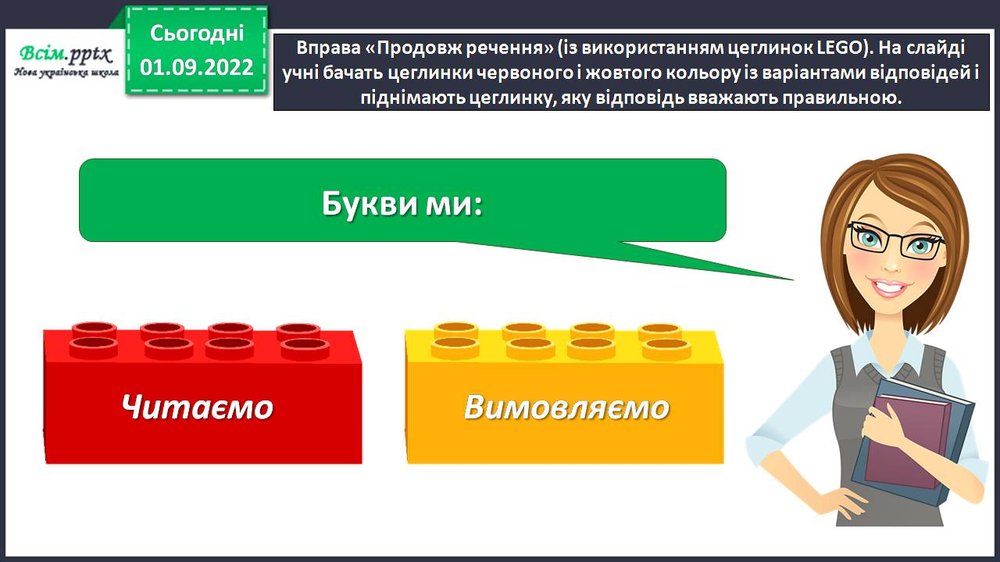 Всім.pptx
Нова українська школа
Сьогодні
01.09.2022
Вправа «Продовж речення» (із використанням цеглинок LEGO). На слайді
учні бачать цеглинки червоного і жовтого кольору із варіантами відповідей і
піднімають цеглинку, яку відповідь вважають правильною.
Букви ми:
Читаємо
Вимовляємо